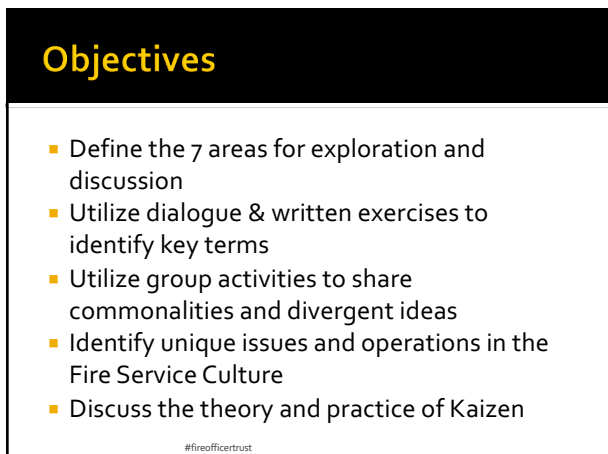 Objectives
▪ Define the 7 areas for exploration and
discussion
▪ Utilize dialogue & written exercises to
identify key terms
▪ Utilize group activities to share
commonalities and divergent ideas
▪ Identify unique issues and operations in the
Fire Service Culture
▪ Discuss the theory and practice of Kaizen
#fireofficertrust